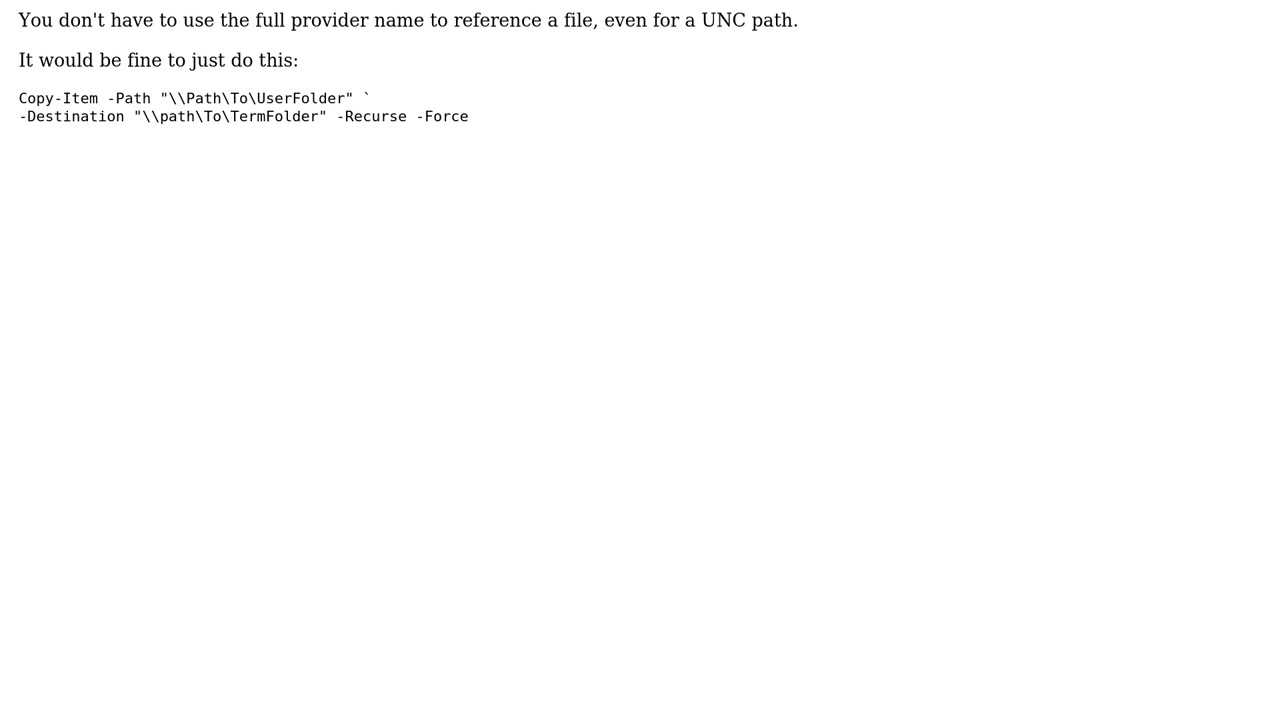 You don't have to use the full provider name to reference a file, even for a UNC path.
It would be fine to just do this:
Copy-Item -Path "\\Path\To\UserFolder" `
-Destination "\\path\To\TermFolder" -Recurse -Force